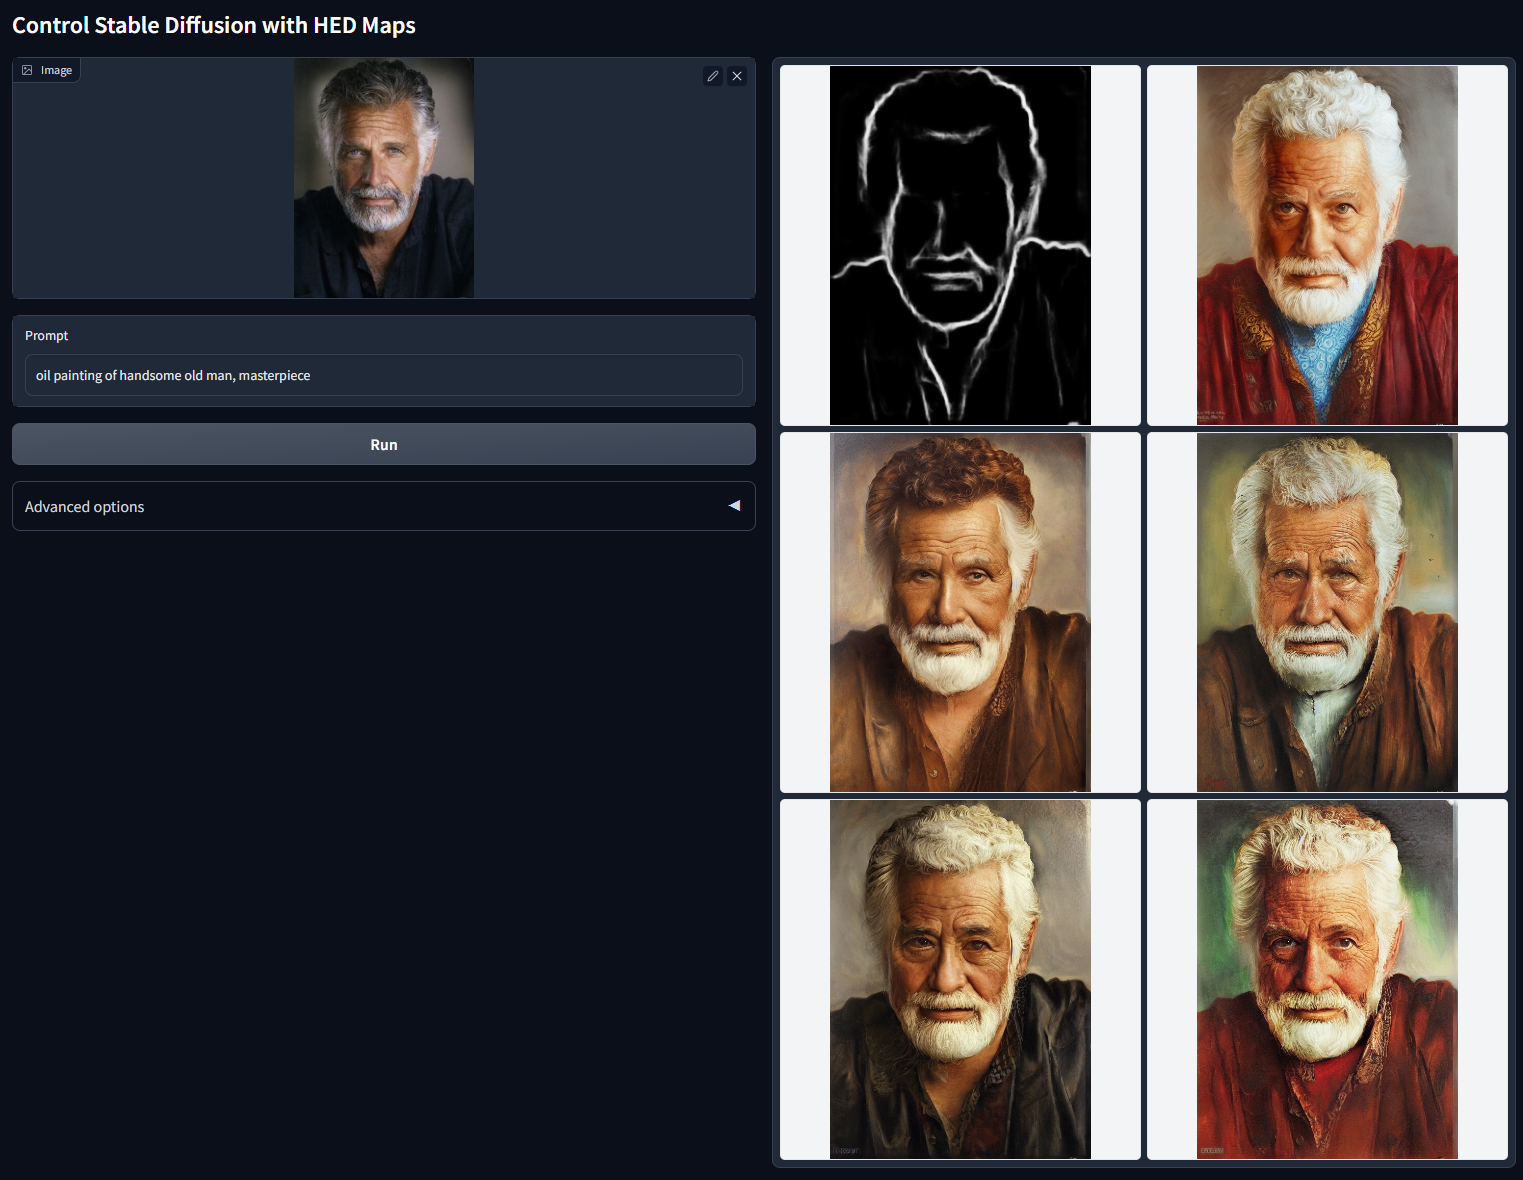 Control Stable Diffusion with HED Maps
Image
Prompt
oil painting of handsome old man, masterpiece
Run
Advanced options